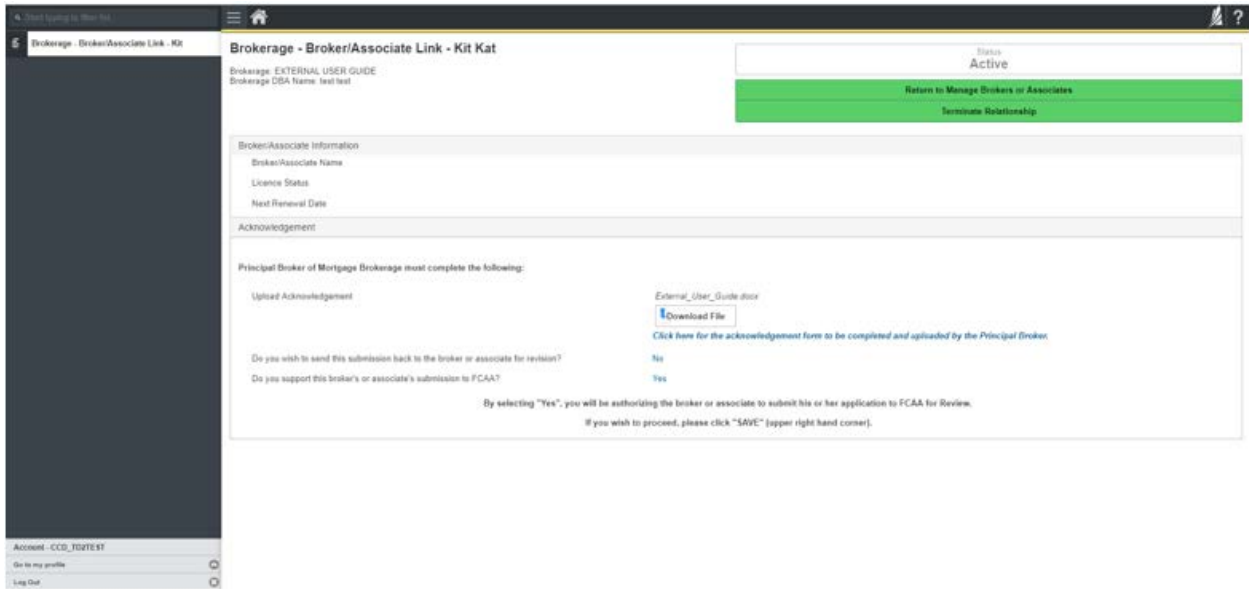 Start typing to filter list
?
Brokerage - Broker/Associate Link - Kit
Brokerage - Broker/Associate Link - Kit Kat
Brokerage: EXTERNAL USER GUIDE
Brokerage DBA Name: test test
Status
Active
Return to Manage Brokers or Associates
Terminate Relationship
Broker/Associate Information
Broker/Associate Name
Licence Status
Next Renewal Date
Acknowledgement
Principal Broker of Mortgage Brokerage must complete the following:
Upload Acknowledgement
External_User_Guide.docx
Download File
Click here for the acknowledgement form to be completed and uploaded by the Principal Broker.
Do you wish to send this submission back to the broker or associate for revision?
No
Do you support this broker's or associate's submission to FCAA?
Yes
By selecting "Yes", you will be authorizing the broker or associate to submit his or her application to FCAA for Review.
If you wish to proceed, please click "SAVE" (upper right hand corner).
Account - CCD_TD2TEST
Go to my profile
Log Out